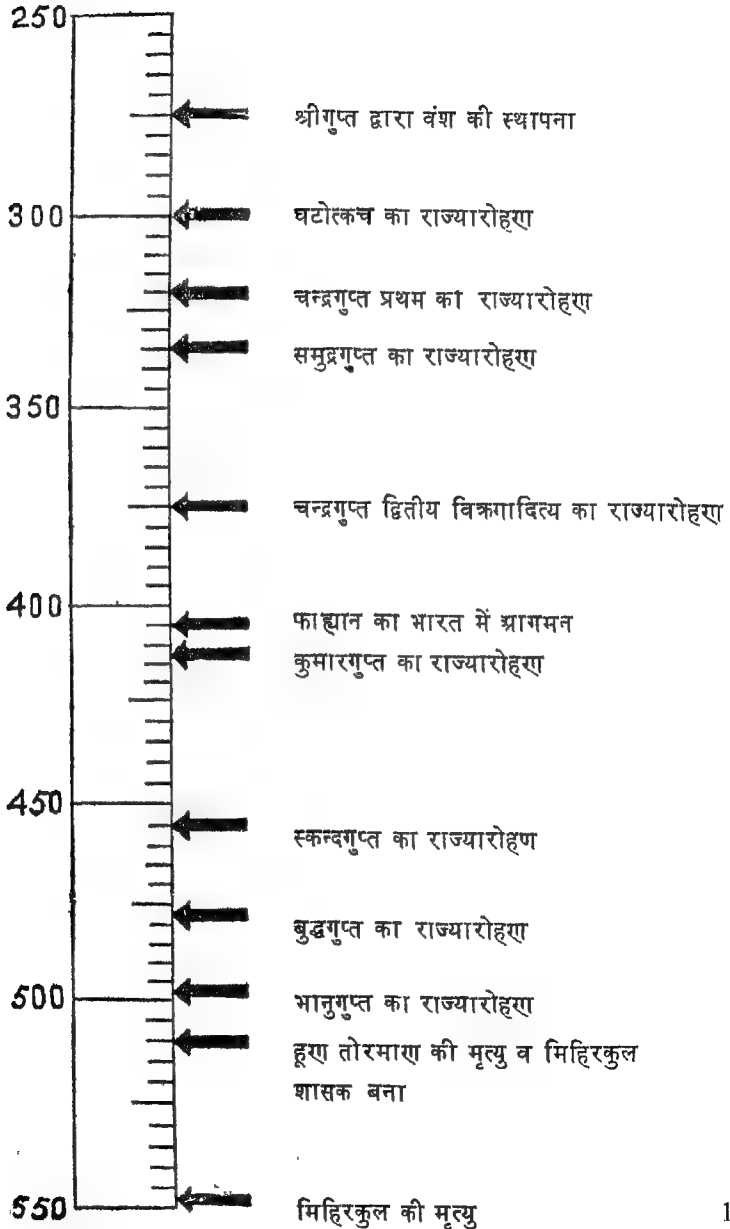 250
श्रीगुप्त द्वारा वंश की स्थापना
300
घटोत्कच का राज्यारोहण
चन्द्रगुप्त प्रथम का राज्यारोहण
समुद्रगुप्त का राज्यारोहण
350
चन्द्रगुप्त द्वितीय विक्रगादित्य का राज्यारोहण
400
फाह्यान का भारत में आगमन
कुमारगुप्त का राज्यारोहण
450
स्कन्दगुप्त का राज्यारोहण
बुद्धगुप्त का राज्यारोहण
500
भानुगुप्त का राज्यारोहण
हूण तोरमाण की मृत्यु व मिहिरकुल
शासक बना
550
मिहिरकुल की मृत्यु
1